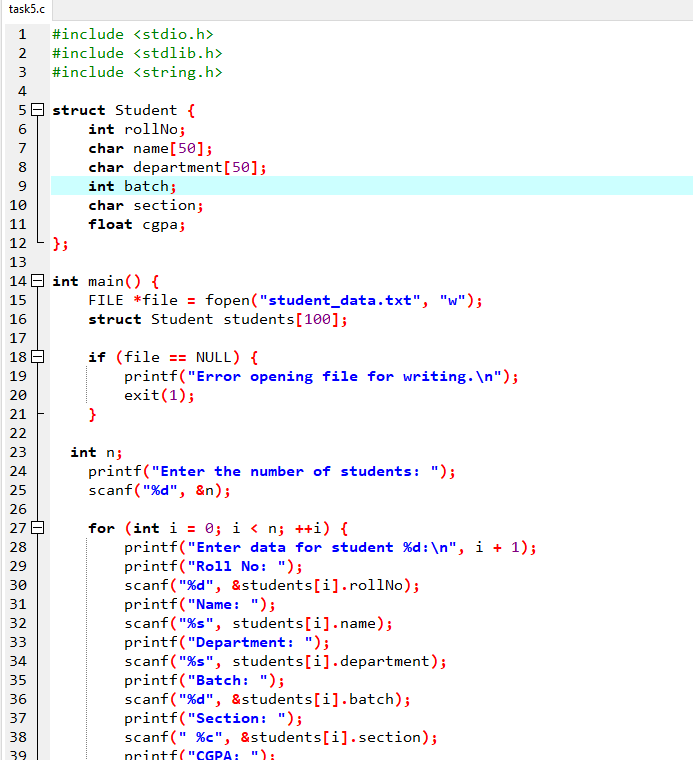 task5.c
1 #include <stdio.h>
2 #include <stdlib.h>
3 #include <string.h>
4
5 struct Student {
6     int rollNo;
7     char name[50];
8     char department[50];
9     int batch;
10     char section;
11     float cgpa;
12 };
13
14 int main() {
15     FILE *file = fopen("student_data.txt", "w");
16     struct Student students[100];
17
18     if (file == NULL) {
19         printf("Error opening file for writing.\n");
20         exit(1);
21     }
22
23   int n;
24     printf("Enter the number of students: ");
25     scanf("%d", &n);
26
27     for (int i = 0; i < n; ++i) {
28         printf("Enter data for student %d:\n", i + 1);
29         printf("Roll No: ");
30         scanf("%d", &students[i].rollNo);
31         printf("Name: ");
32         scanf("%s", students[i].name);
33         printf("Department: ");
34         scanf("%s", students[i].department);
35         printf("Batch: ");
36         scanf("%d", &students[i].batch);
37         printf("Section: ");
38         scanf(" %c", &students[i].section);
39         printf("CGPA: ");